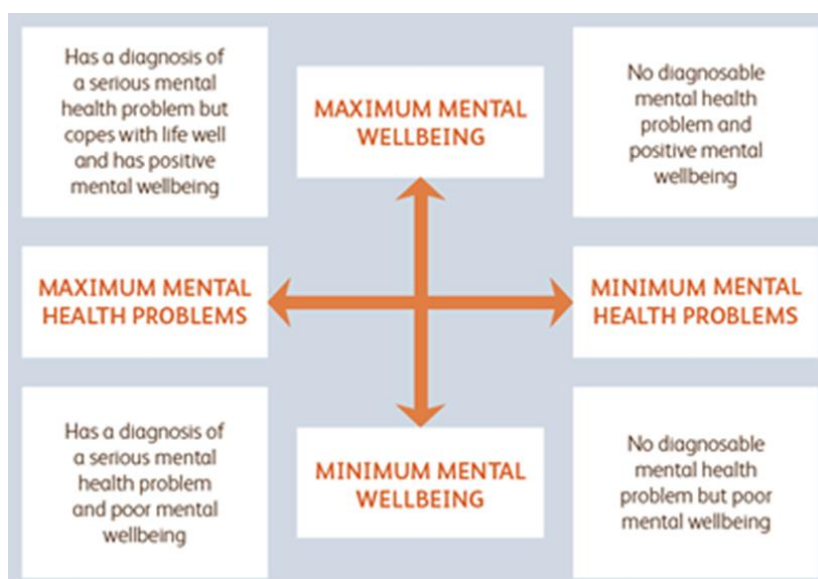 Has a diagnosis of
a serious mental
health problem but
copes with life well
and has positive
mental wellbeing
MAXIMUM MENTAL
WELLBEING
No diagnosable
mental health
problem and
positive mental
wellbeing
MAXIMUM MENTAL
HEALTH PROBLEMS
MINIMUM MENTAL
HEALTH PROBLEMS
Has a diagnosis of
a serious mental
health problem
and poor mental
wellbeing
MINIMUM MENTAL
WELLBEING
No diagnosable
mental health
problem but poor
mental wellbeing